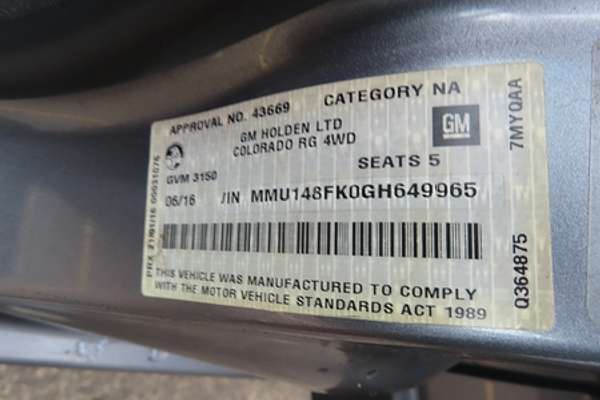 APPROVAL NO. 43669 CATEGORY NA
GM HOLDEN LTD
COLORADO RG 4WD
GM
GVM 3150 SEATS 5
06/16 /IN MMU148FK0GH649965
THIS VEHICLE WAS MANUFACTURED TO COMPLY
WITH THE MOTOR VEHICLE STANDARDS ACT 1989
7MYQAA
Q364875